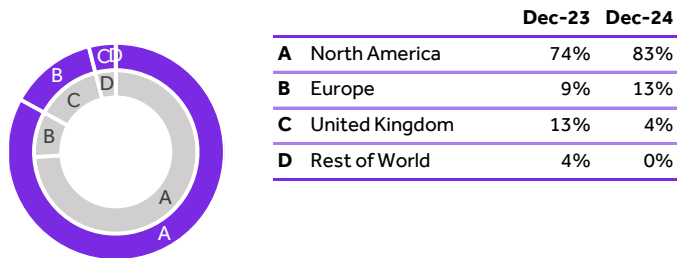 Dec-23 Dec-24
A North America 74% 83%
B Europe 9% 13%
C United Kingdom 13% 4%
D Rest of World 4% 0%
C D
B
D
C
B
A
A